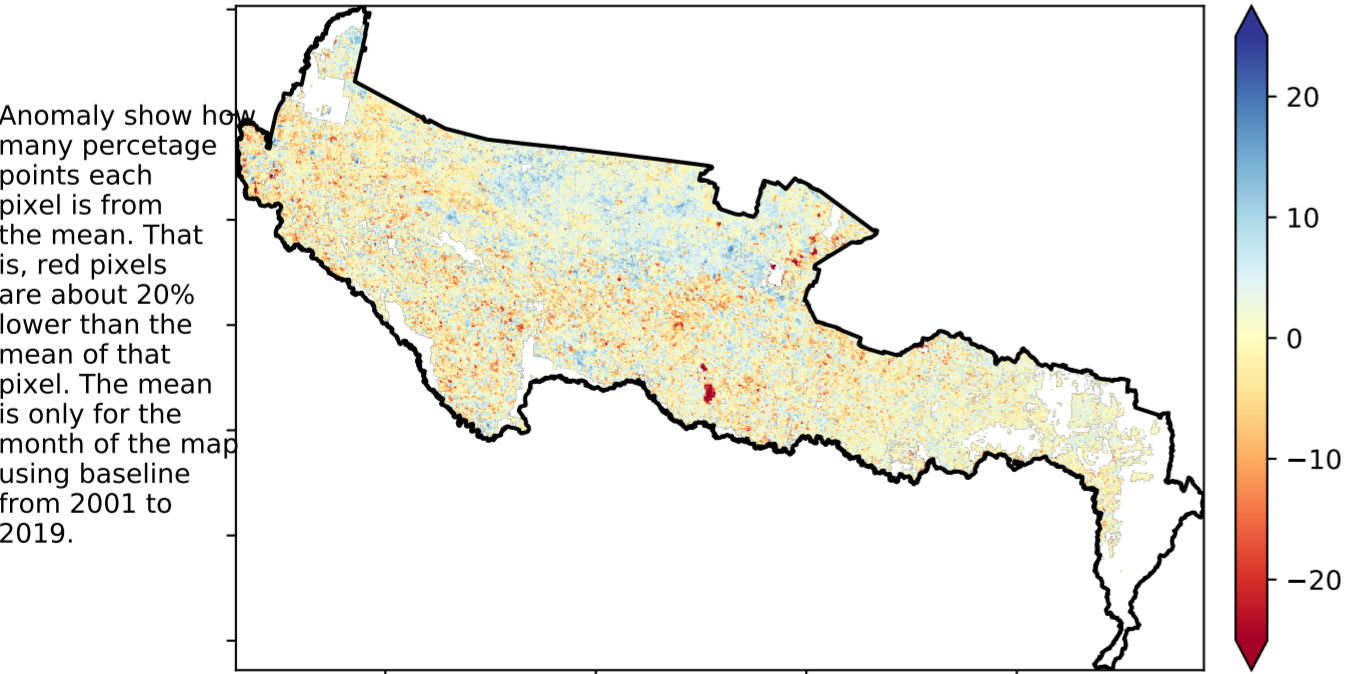 Anomaly show how
many percetage
points each
pixel is from
the mean. That
is, red pixels
are about 20%
lower than the
mean of that
pixel. The mean
is only for the
month of the map
using baseline
from 2001 to
2019.
20
10
0
−10
−20